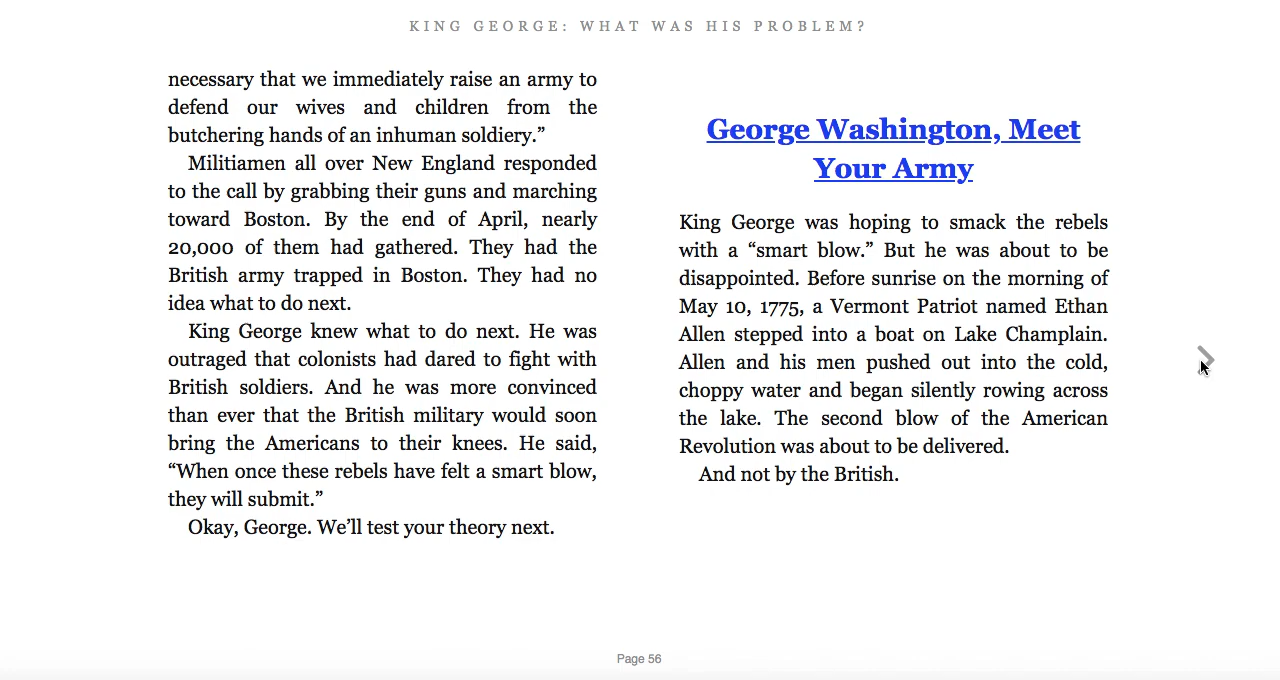 KING GEORGE: WHAT WAS HIS PROBLEM?
necessary that we immediately raise an army to
defend our wives and children from the
butchering hands of an inhuman soldiery.”
Militiamen all over New England responded
to the call by grabbing their guns and marching
toward Boston. By the end of April, nearly
20,000 of them had gathered. They had the
British army trapped in Boston. They had no
idea what to do next.
King George knew what to do next. He was
outraged that colonists had dared to fight with
British soldiers. And he was more convinced
than ever that the British military would soon
bring the Americans to their knees. He said,
“When once these rebels have felt a smart blow,
they will submit.”
Okay, George. We’ll test your theory next.
George Washington, Meet
Your Army
King George was hoping to smack the rebels
with a “smart blow.” But he was about to be
disappointed. Before sunrise on the morning of
May 10, 1775, a Vermont Patriot named Ethan
Allen stepped into a boat on Lake Champlain.
Allen and his men pushed out into the cold,
choppy water and began silently rowing across
the lake. The second blow of the American
Revolution was about to be delivered.
And not by the British.
Page 56